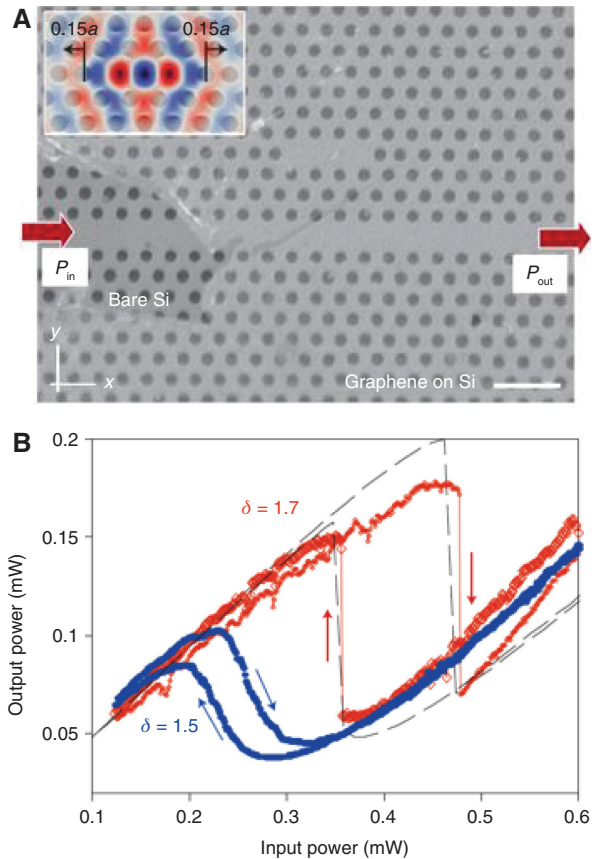 A
0.15a
0.15a
P_in
P_out
Bare Si
y
x
Graphene on Si
B
0.2
0.15
0.1
0.05
Output power (mW)
δ = 1.7
δ = 1.5
0.1 0.2 0.3 0.4 0.5 0.6
Input power (mW)